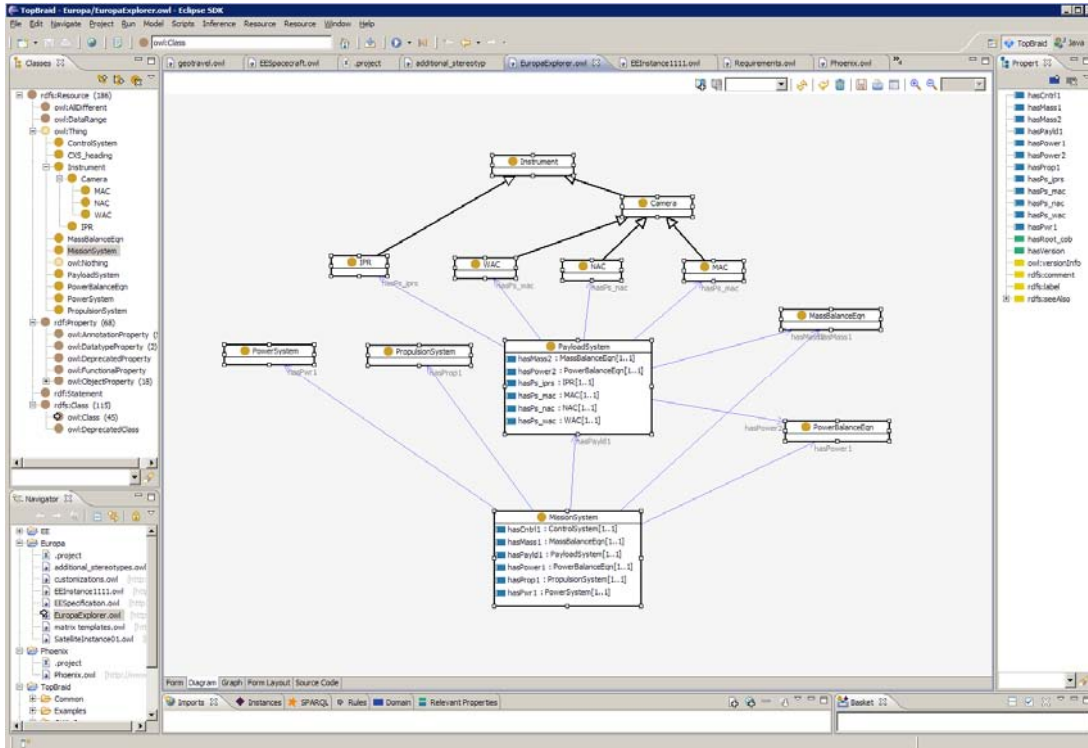 TopBraid - Europa/EuropaExplorer.owl - Eclipse SDK
File Edit Navigate Project Run Model Scripts Inference Resource Resource Window Help
owl:Class
TopBraid
Java
Classes
geotravel.owl
EESpacecraft.owl
.project
additional_stereotyp
EuropaExplorer.owl
EEInstance1111.owl
Requirements.owl
Phoenix.owl
Propert
rdfs:Resource (186)
owl:AllDifferent
owl:DataRange
owl:Thing
ControlSystem
CXS_heading
Instrument
Camera
MAC
NAC
WAC
IPR
MassBalanceEqn
MissionSystem
owl:Nothing
PayloadSystem
PowerBalanceEqn
PowerSystem
PropulsionSystem
rdf:Property (68)
owl:AnnotationProperty
owl:DatatypeProperty (2)
owl:DeprecatedProperty
owl:FunctionalProperty
owl:ObjectProperty (18)
rdf:Statement
rdfs:Class (115)
owl:Class (45)
owl:DeprecatedClass
Instrument
Camera
IPR
WAC
NAC
MAC
hasPs_iprs
hasPs_wac
hasPs_nac
hasPs_mac
MassBalanceEqn
hasMass1
PowerSystem
hasPwr1
PropulsionSystem
hasProp1
PayloadSystem
hasMass2 : MassBalanceEqn[1..1]
hasPower2 : PowerBalanceEqn[1..1]
hasPs_iprs : IPR[1..1]
hasPs_mac : MAC[1..1]
hasPs_nac : NAC[1..1]
hasPs_wac : WAC[1..1]
hasPayld1
PowerBalanceEqn
hasPower2
hasPower1
MissionSystem
hasCntrl1 : ControlSystem[1..1]
hasMass1 : MassBalanceEqn[1..1]
hasPayld1 : PayloadSystem[1..1]
hasPower1 : PowerBalanceEqn[1..1]
hasProp1 : PropulsionSystem[1..1]
hasPwr1 : PowerSystem[1..1]
hasCntrl1
hasMass1
hasMass2
hasPayld1
hasPower1
hasPower2
hasProp1
hasPs_iprs
hasPs_mac
hasPs_nac
hasPs_wac
hasPwr1
hasRoot_cob
hasVersion
owl:versionInfo
rdfs:comment
rdfs:label
rdfs:seeAlso
Navigator
EE
Europa
.project
additional_stereotypes.owl
customizations.owl
EEInstance1111.owl
EESpecification.owl
EuropaExplorer.owl
matrix templates.owl
SatelliteInstance01.owl
Phoenix
.project
Phoenix.owl
TopBraid
Common
Examples
Form Diagram Graph Form Layout Source Code
Imports
Instances
SPARQL
Rules
Domain
Relevant Properties
Basket